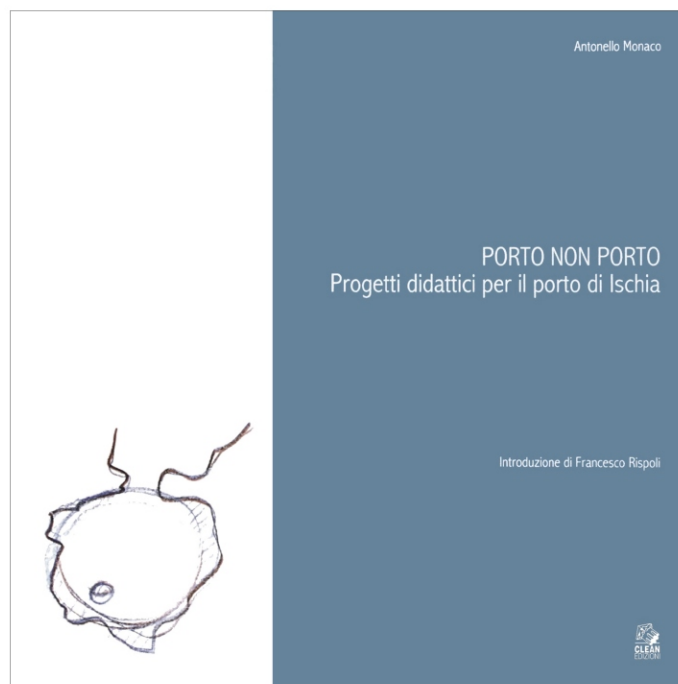 Antonello Monaco
PORTO NON PORTO
Progetti didattici per il porto di Ischia
Introduzione di Francesco Rispoli
CLEAN
EDIZIONI